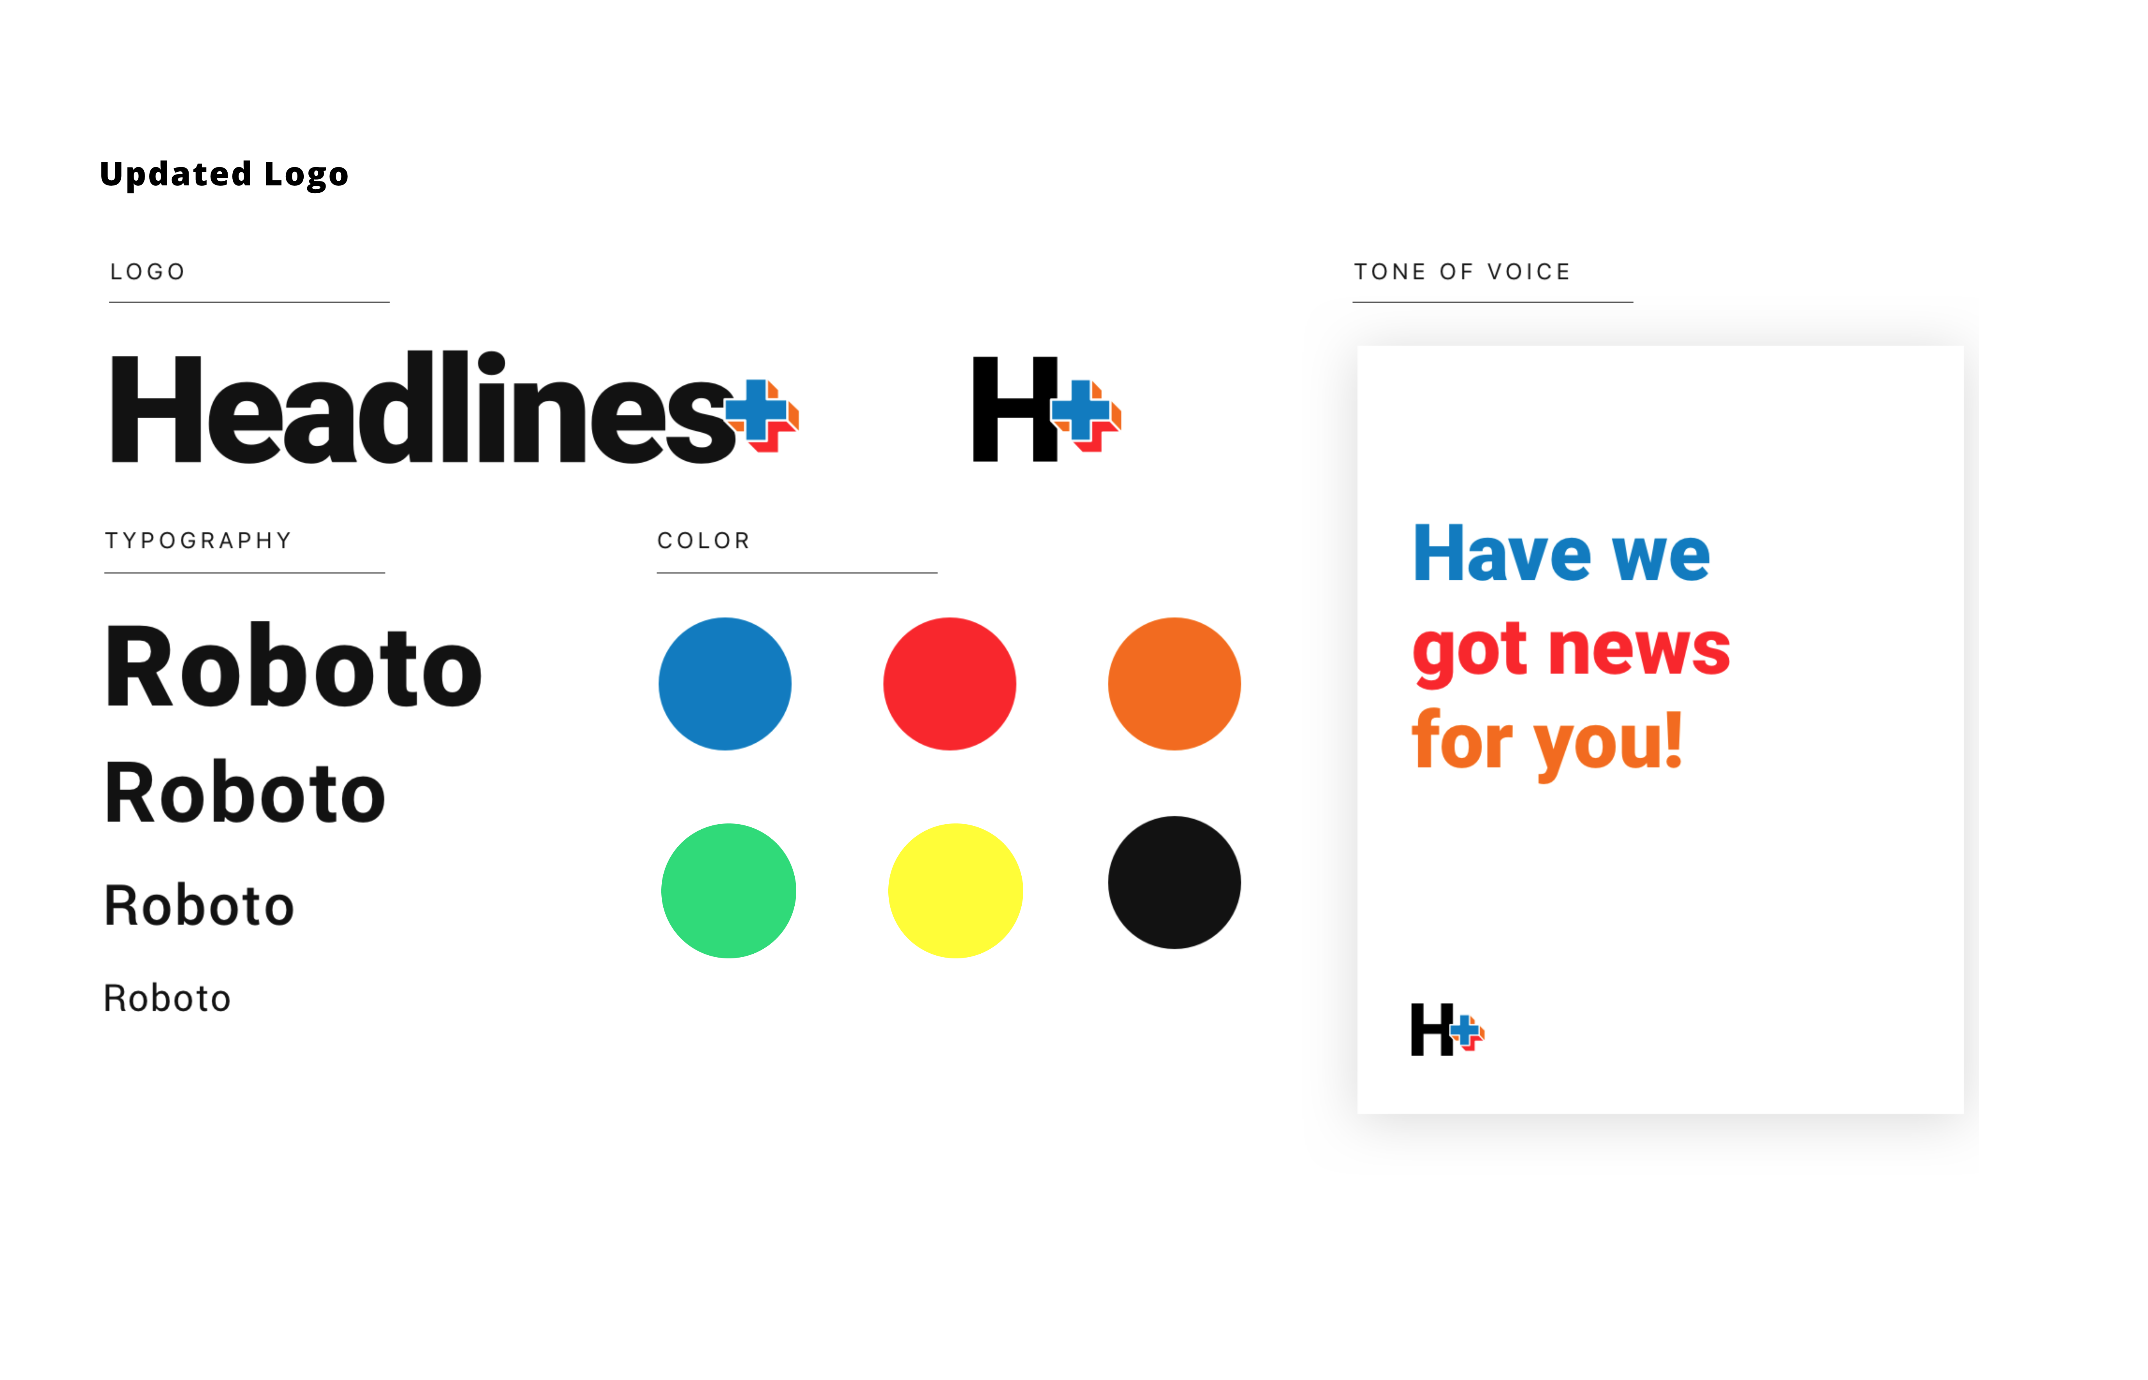 Updated Logo
LOGO
Headlines+
H+
TYPOGRAPHY
Roboto
Roboto
Roboto
Roboto
COLOR
TONE OF VOICE
Have we
got news
for you!
H+